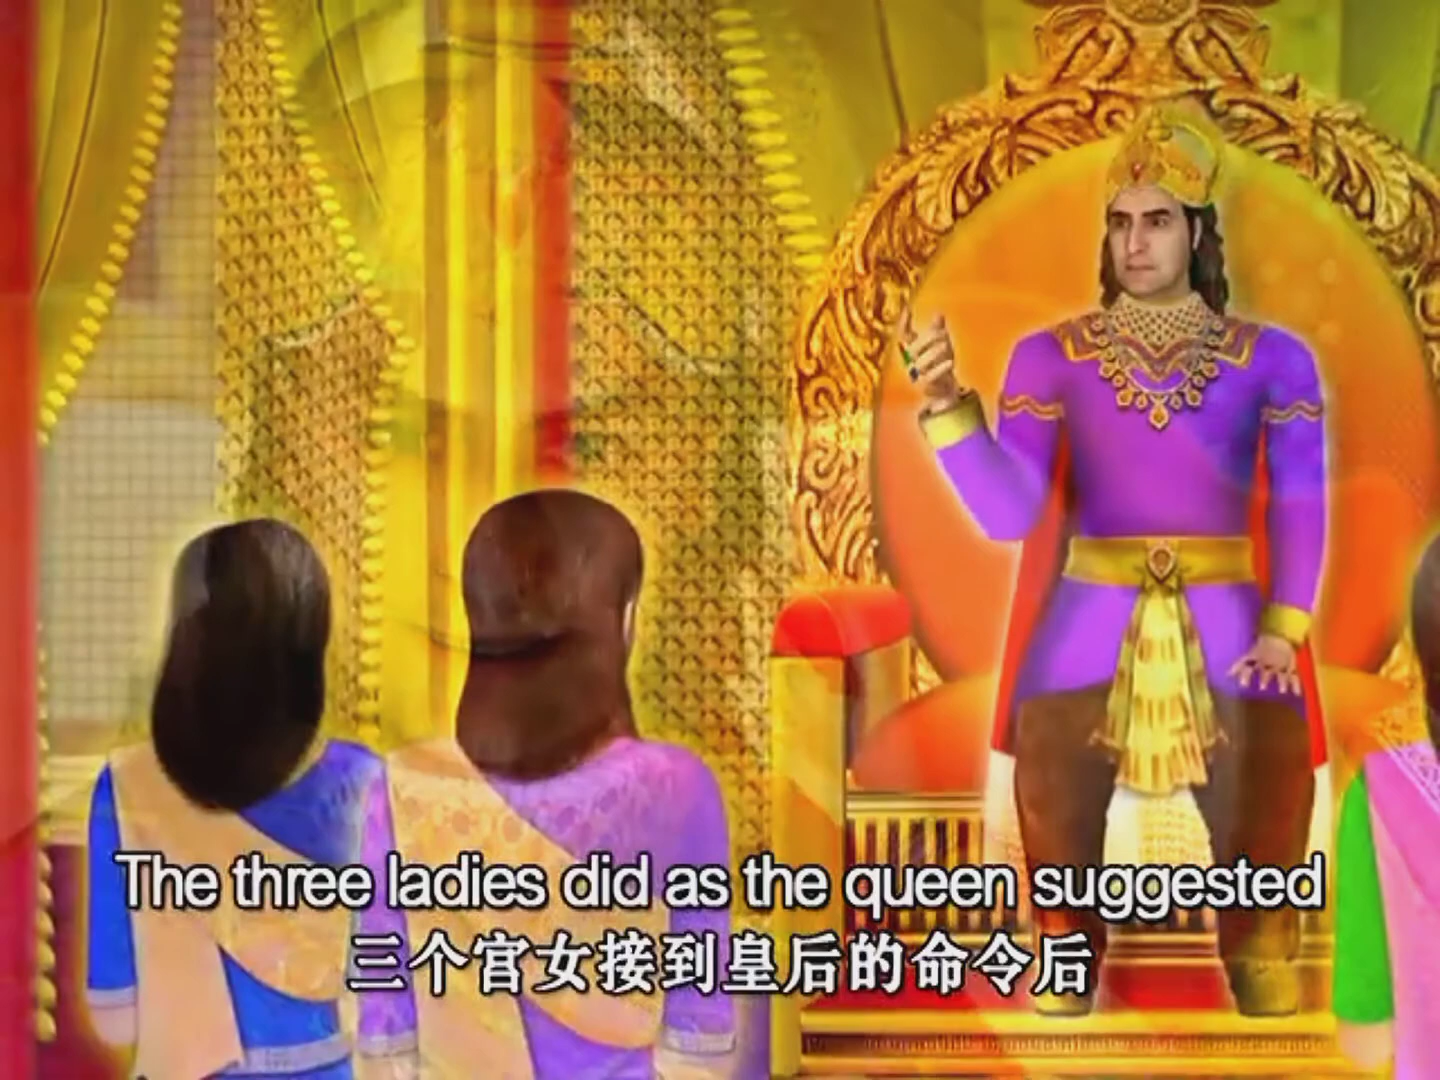 The three ladies did as the queen suggested
三个宫女接到皇后的命令后